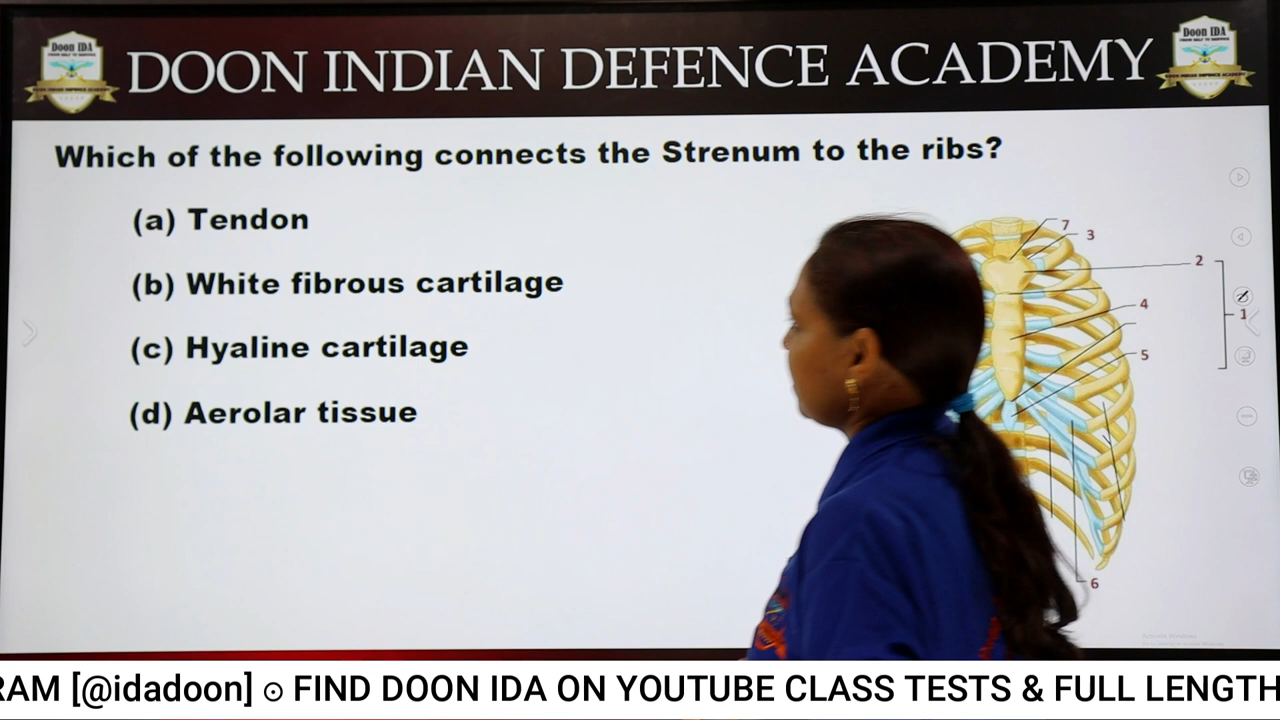 Doon IDA
DOON INDIAN DEFENCE ACADEMY
Doon IDA
Which of the following connects the Strenum to the ribs?
(a) Tendon
(b) White fibrous cartilage
(c) Hyaline cartilage
(d) Aerolar tissue
7
3
2
4
1
5
6
Activate Windows
RAM [@idadoon] ⊙ FIND DOON IDA ON YOUTUBE CLASS TESTS & FULL LENGTH